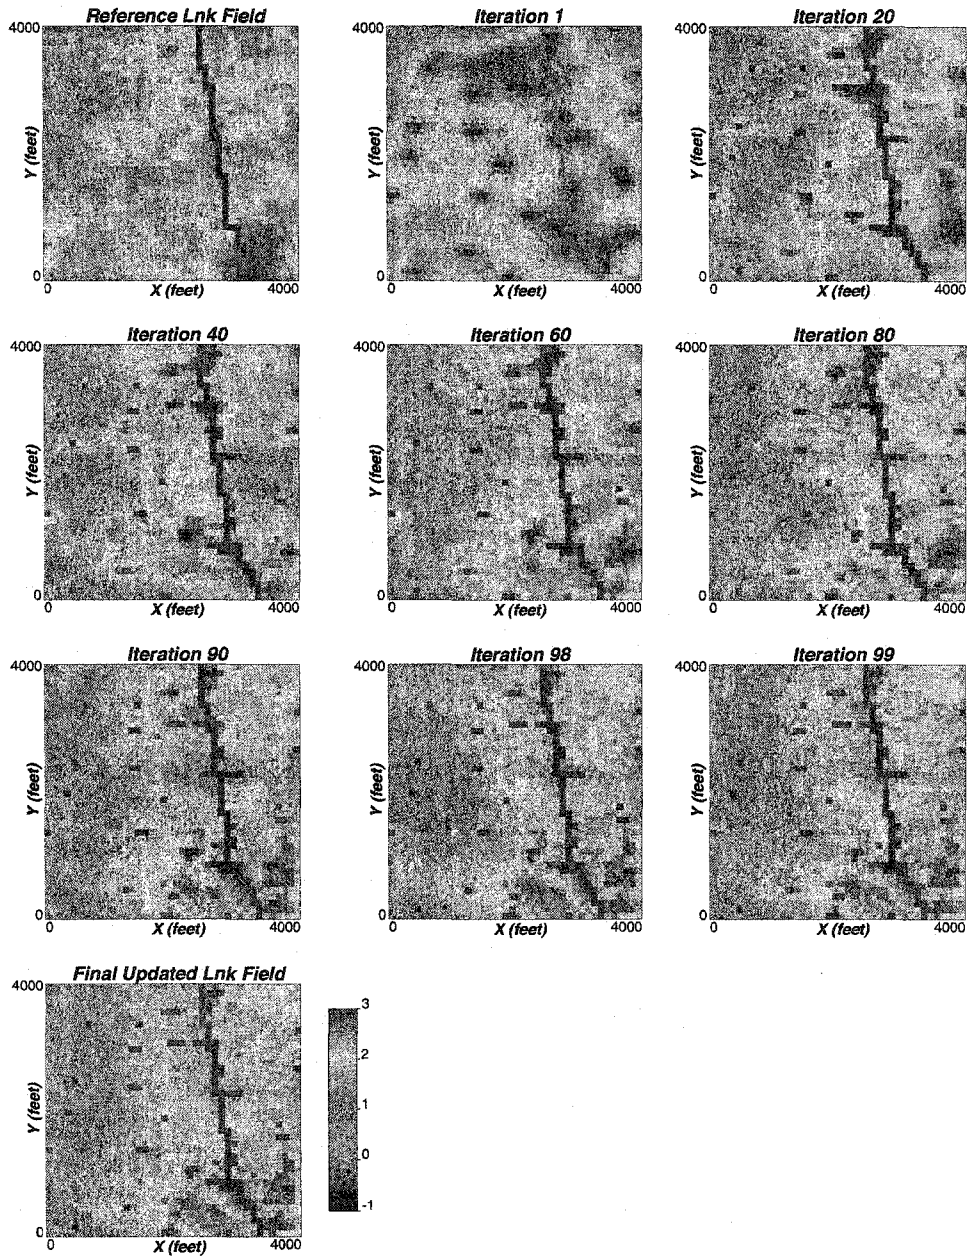 Reference Lnk Field
4000
Y (feet)
0
0
X (feet)
4000
Iteration 1
4000
Y (feet)
0
0
X (feet)
4000
Iteration 20
4000
Y (feet)
0
0
X (feet)
4000
Iteration 40
4000
Y (feet)
0
0
X (feet)
4000
Iteration 60
4000
Y (feet)
0
0
X (feet)
4000
Iteration 80
4000
Y (feet)
0
0
X (feet)
4000
Iteration 90
4000
Y (feet)
0
0
X (feet)
4000
Iteration 98
4000
Y (feet)
0
0
X (feet)
4000
Iteration 99
4000
Y (feet)
0
0
X (feet)
4000
Final Updated Lnk Field
4000
Y (feet)
0
0
X (feet)
4000
3
2
1
0
-1